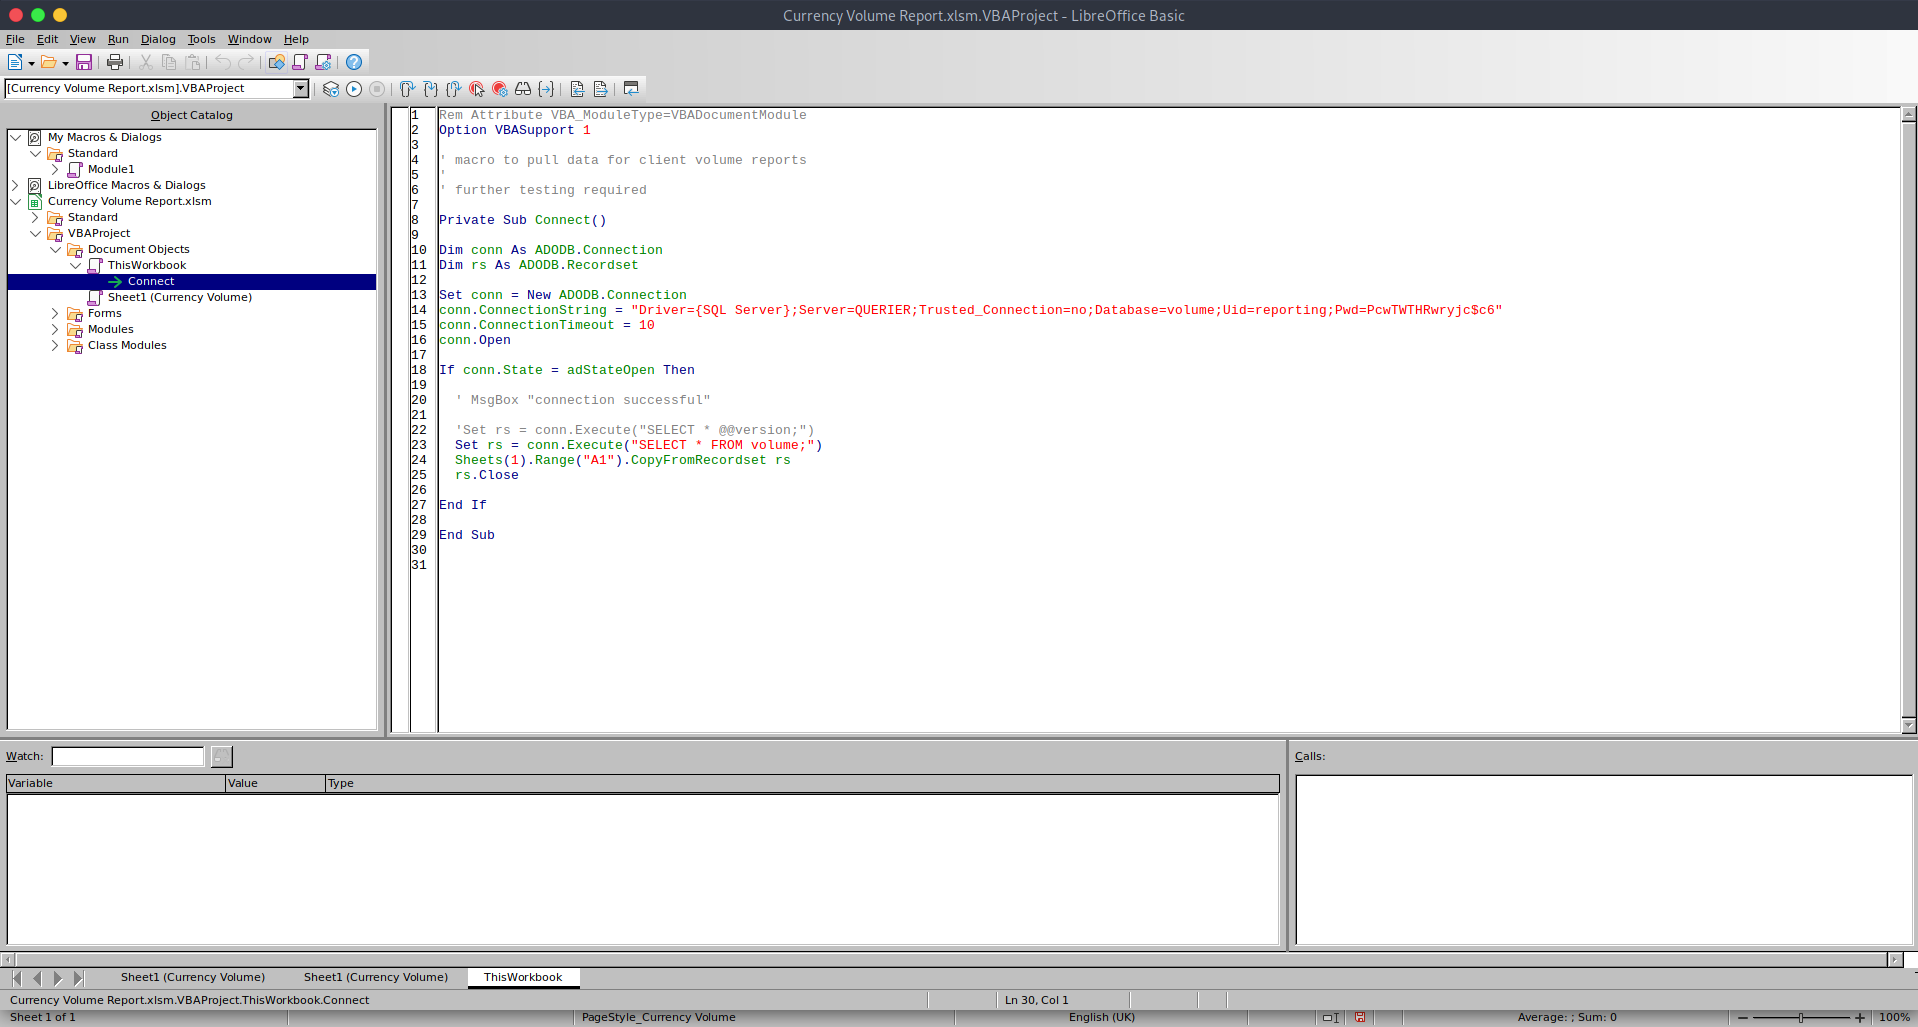 Currency Volume Report.xlsm.VBAProject - LibreOffice Basic
File Edit View Run Dialog Tools Window Help
[Currency Volume Report.xlsm].VBAProject
Object Catalog
My Macros & Dialogs
Standard
Module1
LibreOffice Macros & Dialogs
Currency Volume Report.xlsm
Standard
VBAProject
Document Objects
ThisWorkbook
Connect
Sheet1 (Currency Volume)
Forms
Modules
Class Modules
1 Rem Attribute VBA_ModuleType=VBADocumentModule
2 Option VBASupport 1
3
4 ' macro to pull data for client volume reports
5 '
6 ' further testing required
7
8 Private Sub Connect()
9
10 Dim conn As ADODB.Connection
11 Dim rs As ADODB.Recordset
12
13 Set conn = New ADODB.Connection
14 conn.ConnectionString = "Driver={SQL Server};Server=QUERIER;Trusted_Connection=no;Database=volume;Uid=reporting;Pwd=PcwTWTHRwryjc$c6"
15 conn.ConnectionTimeout = 10
16 conn.Open
17
18 If conn.State = adStateOpen Then
19
20 ' MsgBox "connection successful"
21
22 'Set rs = conn.Execute("SELECT * @@version;")
23 Set rs = conn.Execute("SELECT * FROM volume;")
24 Sheets(1).Range("A1").CopyFromRecordset rs
25 rs.Close
26
27 End If
28
29 End Sub
30
31
Watch:
Calls:
Variable Value Type
Sheet1 (Currency Volume) Sheet1 (Currency Volume) ThisWorkbook
Currency Volume Report.xlsm.VBAProject.ThisWorkbook.Connect Ln 30, Col 1
Sheet 1 of 1 PageStyle_Currency Volume English (UK) Average: ; Sum: 0 100%